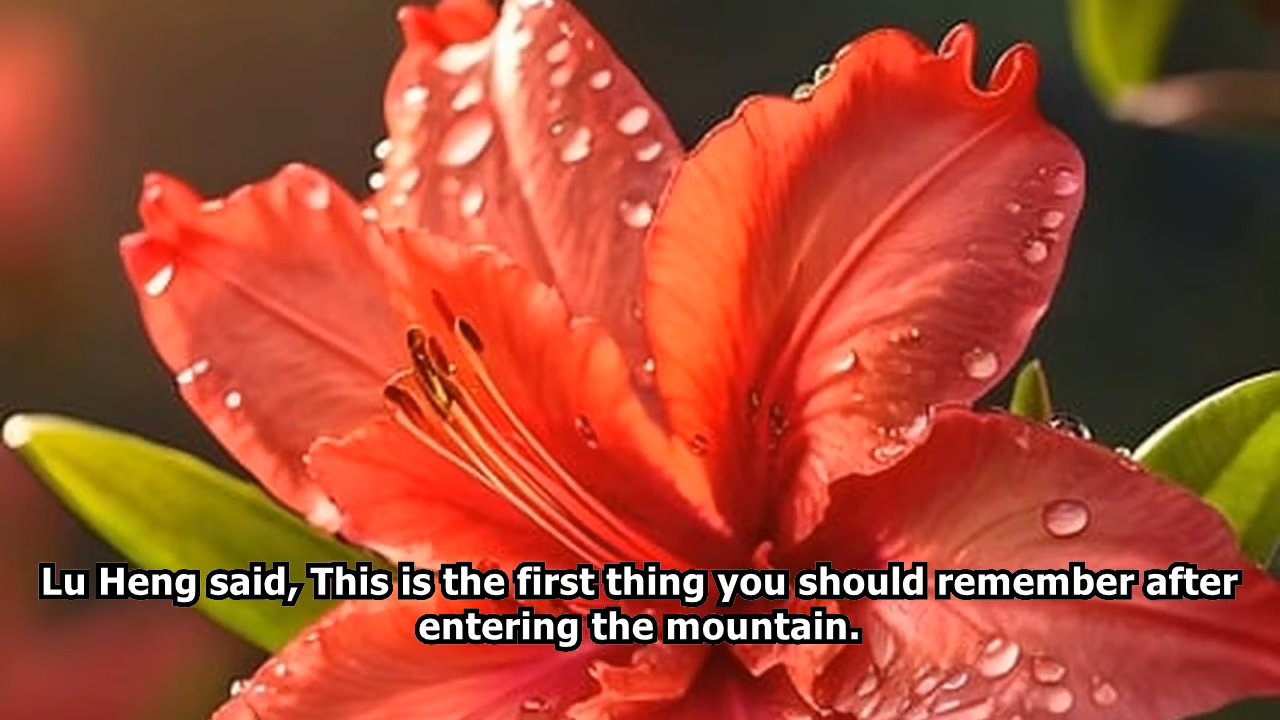 Lu Heng said, This is the first thing you should remember after
entering the mountain.